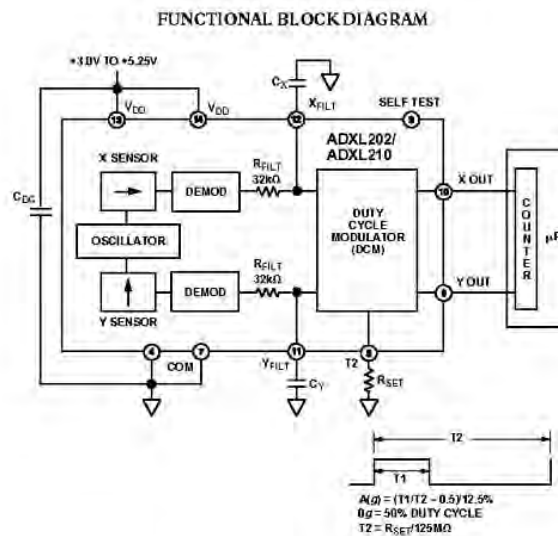 FUNCTIONAL BLOCK DIAGRAM
+3.0V TO +5.25V
CX
VDD
VDD
XFILT
SELF TEST
13
14
12
9
ADXL202/
ADXL210
X SENSOR
RFILT
32kΩ
DEMOD
10
X OUT
CDC
OSCILLATOR
DUTY
CYCLE
MODULATOR
(DCM)
COUNTER
µP
RFILT
32kΩ
DEMOD
Y OUT
Y SENSOR
4
COM
7
YFILT
11
T2
CY
RSET
T2
T1
A(g) = (T1/T2 – 0.5)/12.5%
0g = 50% DUTY CYCLE
T2 = RSET/125MΩ